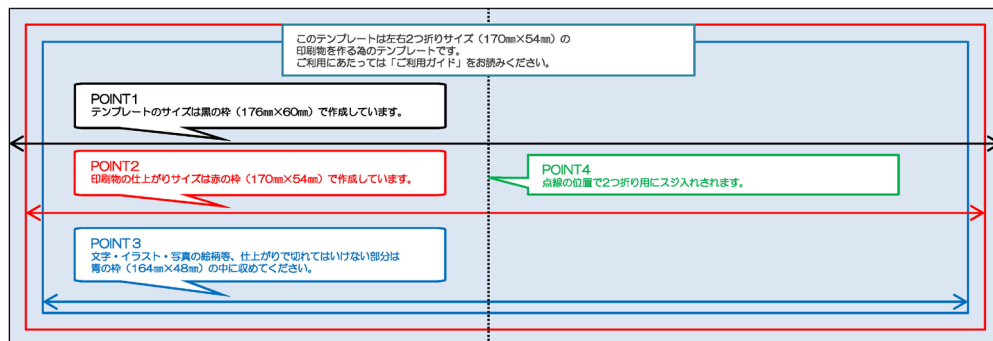 このテンプレートは左右2つ折りサイズ（170㎜×54㎜）の
印刷物を作る為のテンプレートです。
ご利用にあたっては「ご利用ガイド」をお読みください。
POINT1
テンプレートのサイズは黒の枠（176㎜×60㎜）で作成しています。
POINT2
印刷物の仕上がりサイズは赤の枠（170㎜×54㎜）で作成しています。
POINT4
点線の位置で2つ折り用にスジ入れされます。
POINT3
文字・イラスト・写真の絵柄等、仕上がりで切れてはいけない部分は
青の枠（164㎜×48㎜）の中に収めてください。